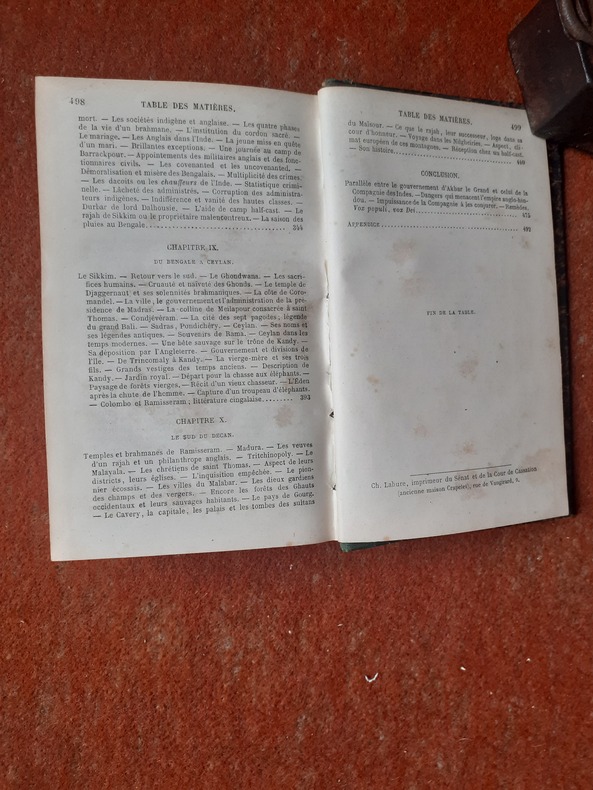 498
TABLE DES MATIÈRES.
mort. — Les sociétés indigène et anglaise. — Les quatre phases
de la vie d'un brahmane. — L'institution du cordon sacré. —
Le mariage. — Les Anglais dans l'Inde. — La jeune miss en quête
d'un mari. — Brillantes exceptions. — Une journée au camp de
Barrackpour. — Appointements des militaires anglais et des fonc-
tionnaires civils. — Les covenanted et les uncovenanted. —
Démoralisation et misère des Bengalais. — Multiplicité des crimes.
— Les dacoits ou les chauffeurs de l'Inde. — Statistique crimi-
nelle. — Lâcheté des administrés. — Corruption des administra-
teurs indigènes. — Indifférence et vanité des hautes classes. —
Durbar de lord Dalhousie. — L'aide de camp half-cast. — Le
rajah de Sikkim ou le propriétaire malencontreux. — La saison des
pluies au Bengale. 344
CHAPITRE IX.
DU BENGALE A CEYLAN.
Le Sikkim. — Retour vers le sud. — Le Ghondwana. — Les sacri-
fices humains. — Cruauté et naïveté des Ghonds. — Le temple de
Djaggernaut et ses solennités brahmaniques. — La côte de Coro-
mandel. — La ville, le gouvernement et l'administration de la pré-
sidence de Madras. — La colline de Meilapour consacrée à saint
Thomas. — Condjévéram. — La cité des sept pagodes; légende
du grand Bali. — Sadras, Pondichéry. — Ceylan. — Ses noms et
ses légendes antiques. — Souvenirs de Rama. — Ceylan dans les
temps modernes. — Une bête sauvage sur le trône de Kandy. —
Sa déposition par l'Angleterre. — Gouvernement et divisions de
l'île. — De Trincomaly à Kandy. — La vierge-mère et ses trois
fils. — Grands vestiges des temps anciens. — Description de
Kandy. — Jardin royal. — Départ pour la chasse aux éléphants. —
Paysage de forêts vierges. — Récit d'un vieux chasseur. — L'Éden
après la chute de l'homme. — Capture d'un troupeau d'éléphants.
— Colombo et Ramisseram; littérature cingalaise. 393
CHAPITRE X.
LE SUD DU DECAN.
Temples et brahmanes de Ramisseram. — Madura. — Les veuves
d'un rajah et un philanthrope anglais. — Tritchinopoly. — Le
Malayala. — Les chrétiens de saint Thomas. — Aspect de leurs
districts, leurs églises. — L'inquisition empêchée. — Le pion-
nier écossais. — Les villes du Malabar. — Les dieux gardiens
des champs et des vergers. — Encore les forêts des Ghauts
occidentaux et leurs sauvages habitants. — Le pays de Gourg.
— Le Cavery, la capitale, les palais et les tombes des sultans
TABLE DES MATIÈRES.
499
du Maïsour. — Ce que le rajah, leur successeur, loge dans sa
cour d'honneur. — Voyage dans les Neglieries. — Aspect, cli-
mat européen de ces montagnes. — Réception chez un half-cast.
— Son histoire.
CONCLUSION.
Parallèle entre le gouvernement d'Akbar le Grand et celui de la
Compagnie des Indes. — Dangers qui menacent l'empire anglo-hin-
dou. — Impuissance de la Compagnie à les conjurer. — Remèdes.
Vox populi, vox Dei.
APPENDICE.
FIN DE LA TABLE.
Ch. Lahure, imprimeur du Sénat et de la Cour de Cassation
(ancienne maison Crapelet), rue de Vaugirard, 9.